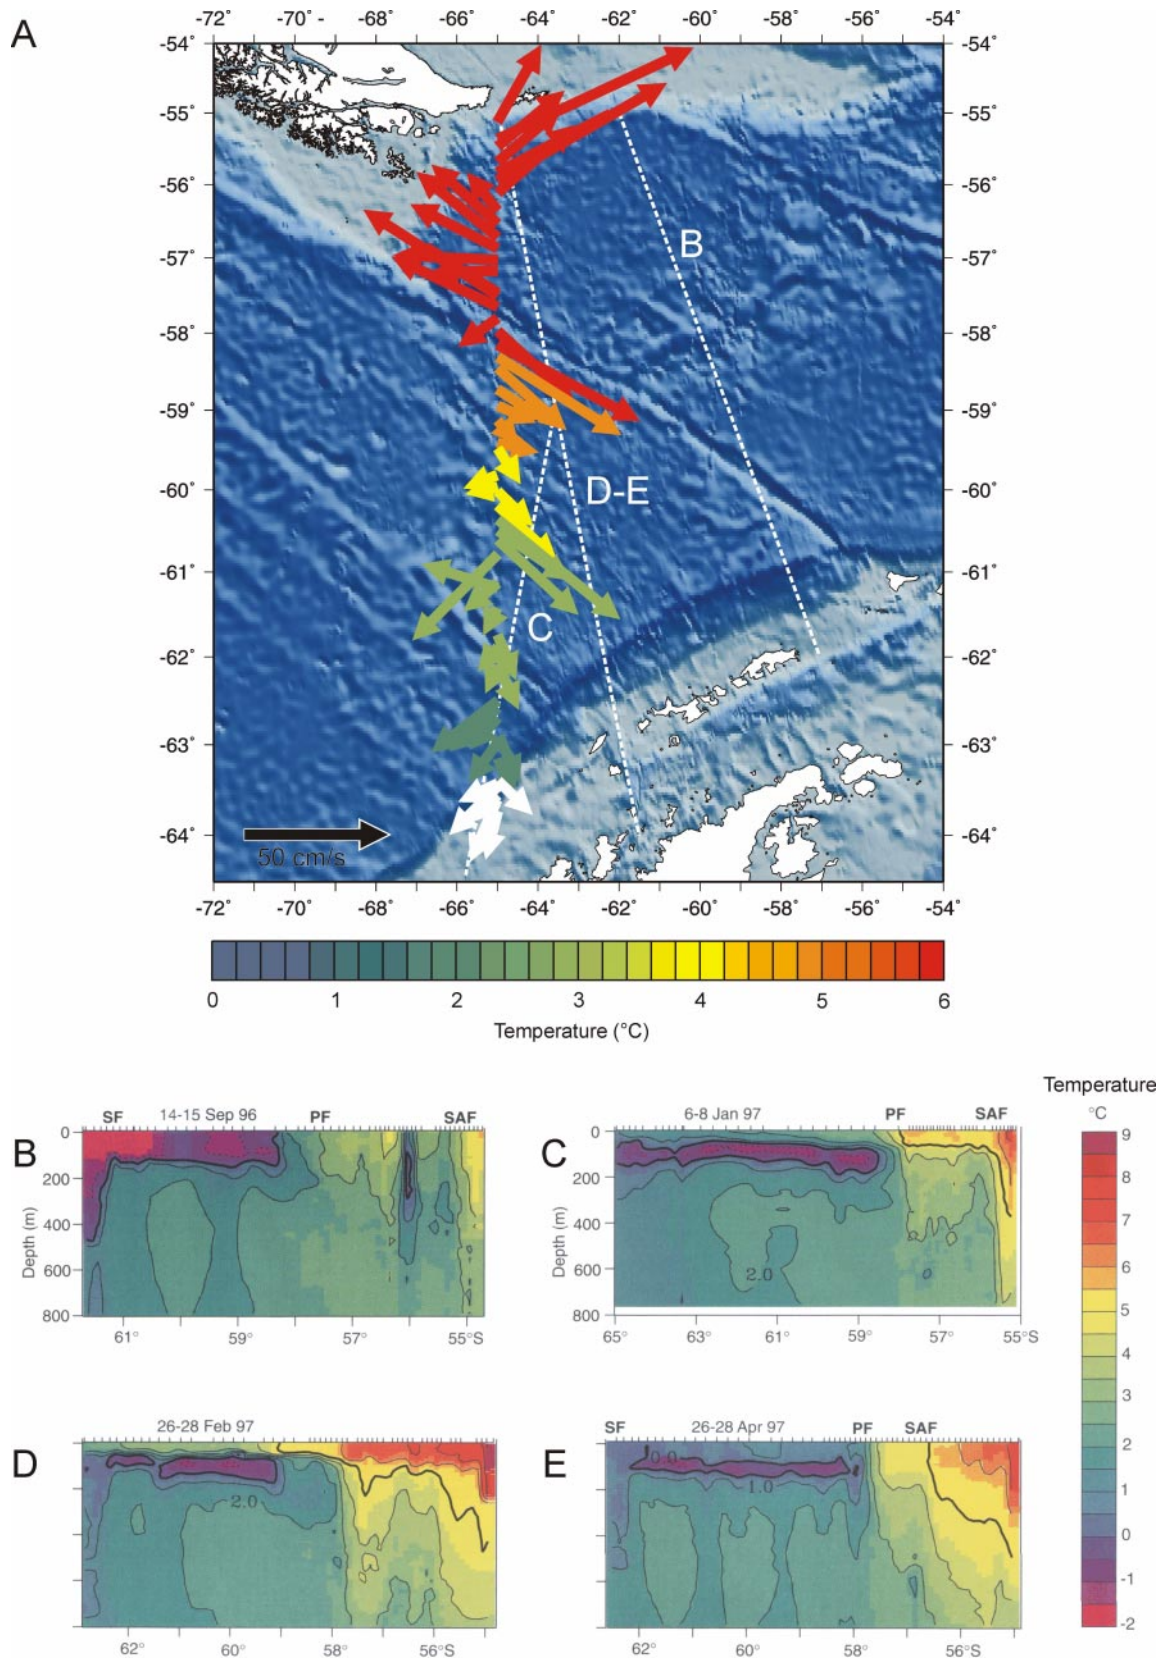 A
-72° -70° -68° -66° -64° -62° -60° -58° -56° -54°
-54° -54°
-55° -55°
-56° -56°
-57° -57°
B
-58° -58°
-59° -59°
-60° D-E -60°
-61° -61°
C
-62° -62°
-63° -63°
-64° -64°
50 cm/s
-72° -70° -68° -66° -64° -62° -60° -58° -56° -54°
0 1 2 3 4 5 6
Temperature (°C)
B
SF 14-15 Sep 96 PF SAF
Depth (m)
0
200
400
600
800
61° 59° 57° 55°S
C
6-8 Jan 97 PF SAF
Depth (m)
0
200
400
600
800
2.0
65° 63° 61° 59° 57° 55°S
D
26-28 Feb 97
2.0
62° 60° 58° 56°S
E
SF 26-28 Apr 97 PF SAF
0.0
1.0
62° 60° 58° 56°S
Temperature
°C
9
8
7
6
5
4
3
2
1
0
-1
-2